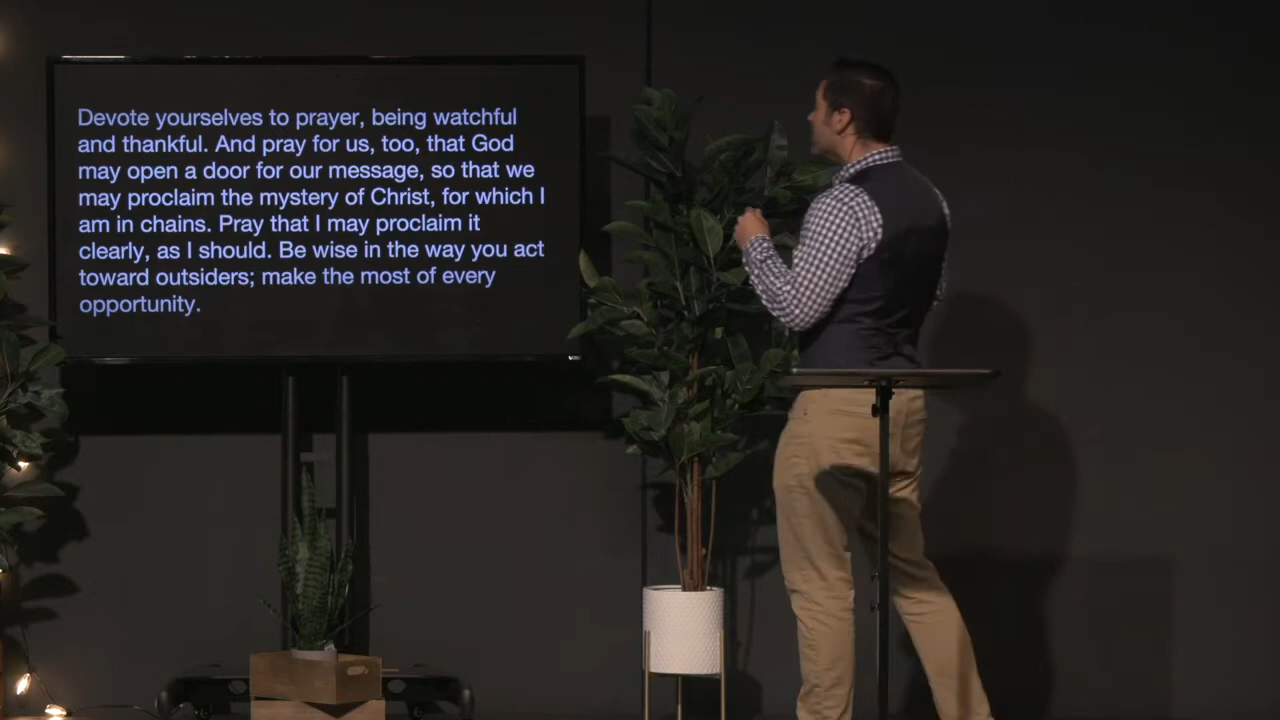 Devote yourselves to prayer, being watchful
and thankful. And pray for us, too, that God
may open a door for our message, so that we
may proclaim the mystery of Christ, for which I
am in chains. Pray that I may proclaim it
clearly, as I should. Be wise in the way you act
toward outsiders; make the most of every
opportunity.